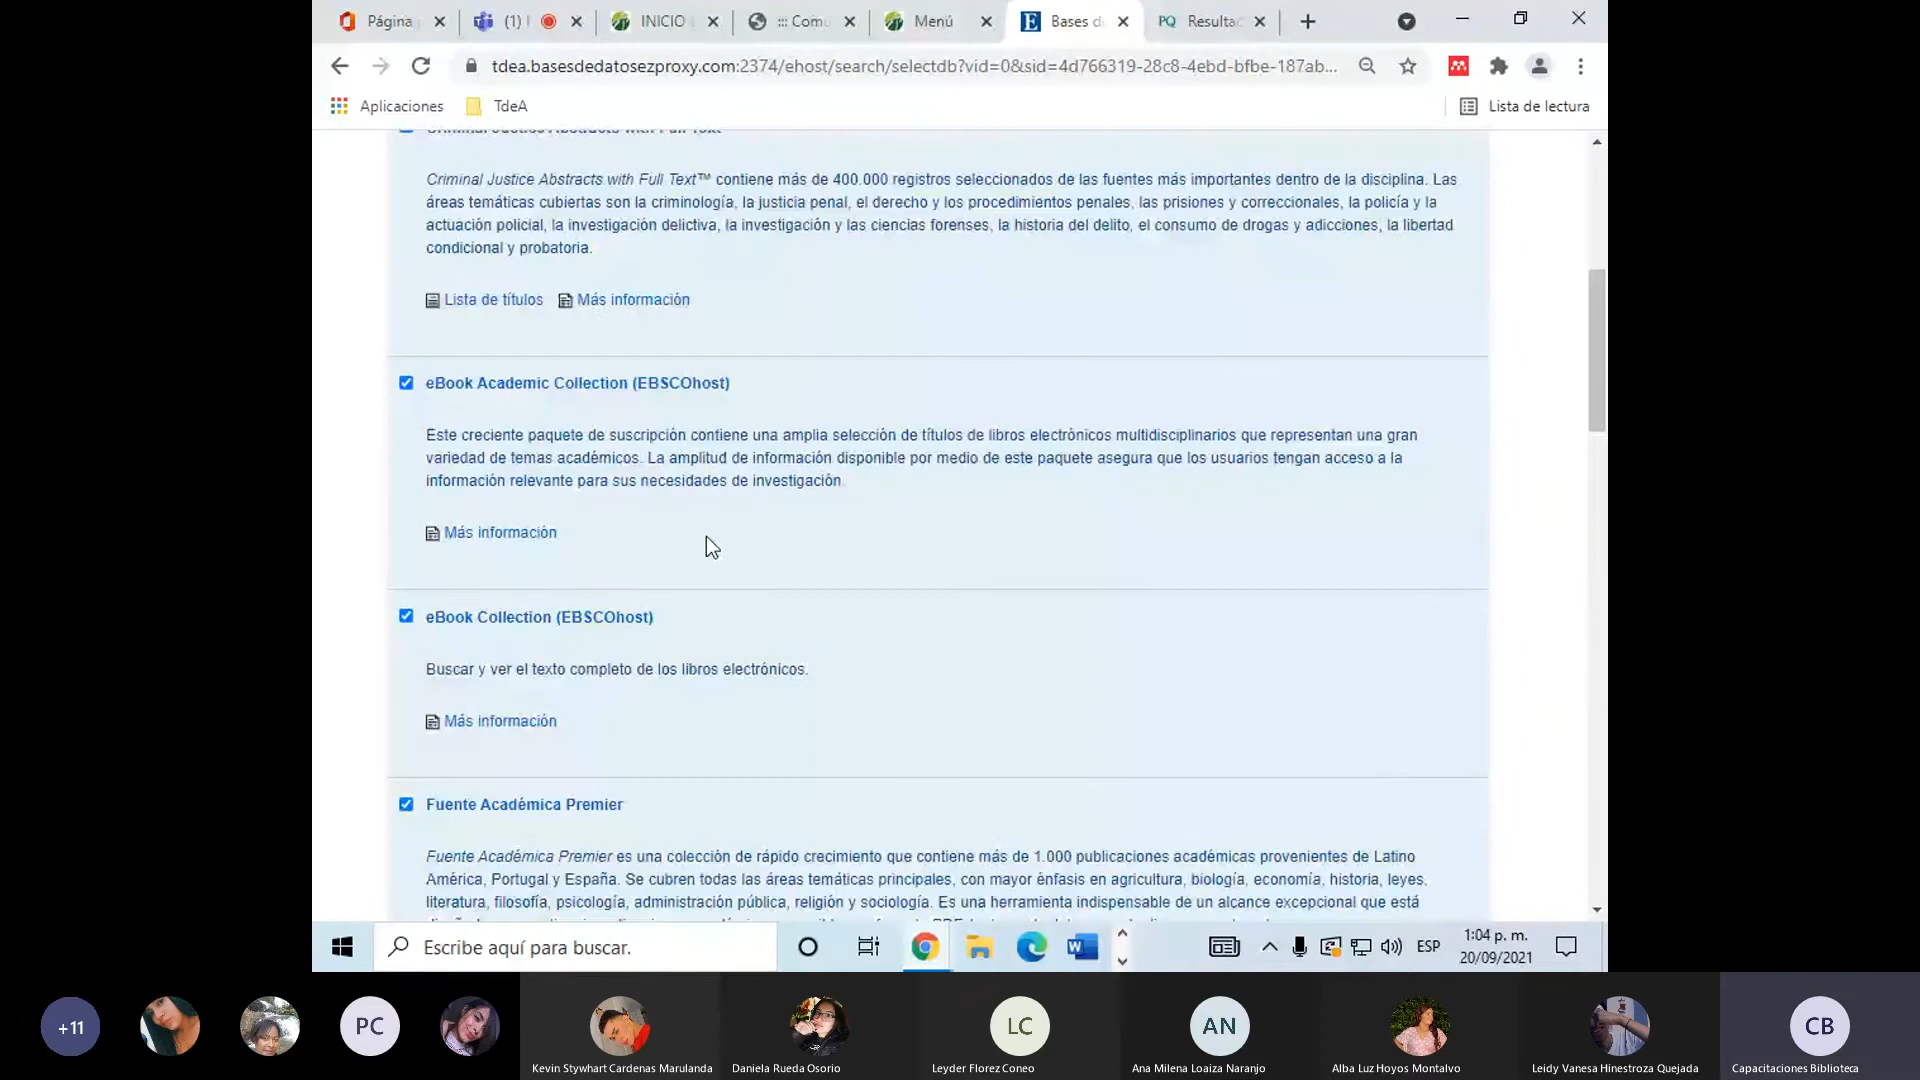 Página
(1)
INICIO
::: Com
Menú
Bases d
PQ Resulta
tdea.basesdedatosezproxy.com:2374/ehost/search/selectdb?vid=0&sid=4d766319-28c8-4ebd-bfbe-187ab...
Aplicaciones
TdeA
Lista de lectura
Criminal Justice Abstracts with Full Text
Criminal Justice Abstracts with Full Text™ contiene más de 400.000 registros seleccionados de las fuentes más importantes dentro de la disciplina. Las
áreas temáticas cubiertas son la criminología, la justicia penal, el derecho y los procedimientos penales, las prisiones y correccionales, la policía y la
actuación policial, la investigación delictiva, la investigación y las ciencias forenses, la historia del delito, el consumo de drogas y adicciones, la libertad
condicional y probatoria.
Lista de títulos Más información
eBook Academic Collection (EBSCOhost)
Este creciente paquete de suscripción contiene una amplia selección de títulos de libros electrónicos multidisciplinarios que representan una gran
variedad de temas académicos. La amplitud de información disponible por medio de este paquete asegura que los usuarios tengan acceso a la
información relevante para sus necesidades de investigación
Más información
eBook Collection (EBSCOhost)
Buscar y ver el texto completo de los libros electrónicos.
Más información
Fuente Académica Premier
Fuente Académica Premier es una colección de rápido crecimiento que contiene más de 1.000 publicaciones académicas provenientes de Latino
América, Portugal y España. Se cubren todas las áreas temáticas principales, con mayor énfasis en agricultura, biología, economía, historia, leyes,
literatura, filosofía, psicología, administración pública, religión y sociología. Es una herramienta indispensable de un alcance excepcional que está
Escribe aquí para buscar.
ESP
1:04 p. m.
20/09/2021
+11
PC
LC
AN
CB
Kevin Stywhart Cardenas Marulanda
Daniela Rueda Osorio
Leyder Florez Coneo
Ana Milena Loaiza Naranjo
Alba Luz Hoyos Montalvo
Leidy Vanesa Hinestroza Quejada
Capacitaciones Biblioteca